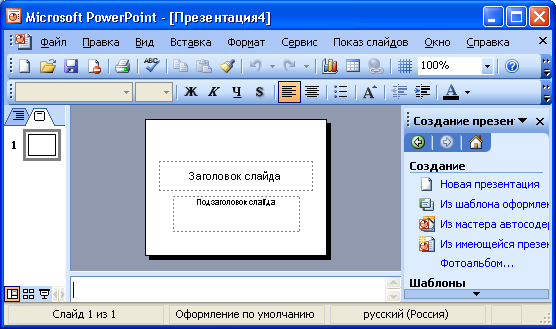 Microsoft PowerPoint - [Презентация4]
Файл Правка Вид Вставка Формат Сервис Показ слайдов Окно Справка
100%
Ж К Ч S A A
Создание презен
1
Заголовок слайда
Подзаголовок слайда
Создание
Новая презентация
Из шаблона оформле
Из мастера автосодер
Из имеющейся презен
Фотоальбом...
Шаблоны
Слайд 1 из 1 Оформление по умолчанию русский (Россия)